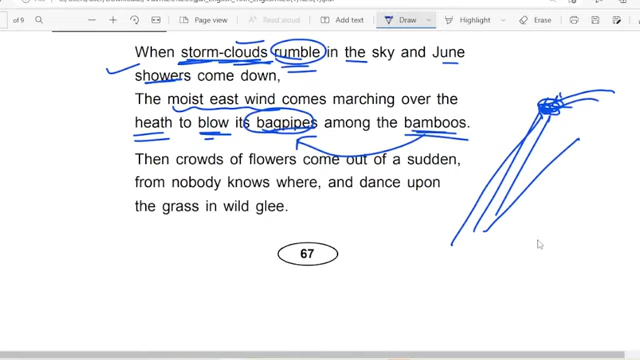 of 9
Page view
Read aloud
Draw
Highlight
Erase
When storm-clouds rumble in the sky and June
showers come down,
The moist east wind comes marching over the
heath to blow its bagpipes among the bamboos.
Then crowds of flowers come out of a sudden,
from nobody knows where, and dance upon
the grass in wild glee.
67